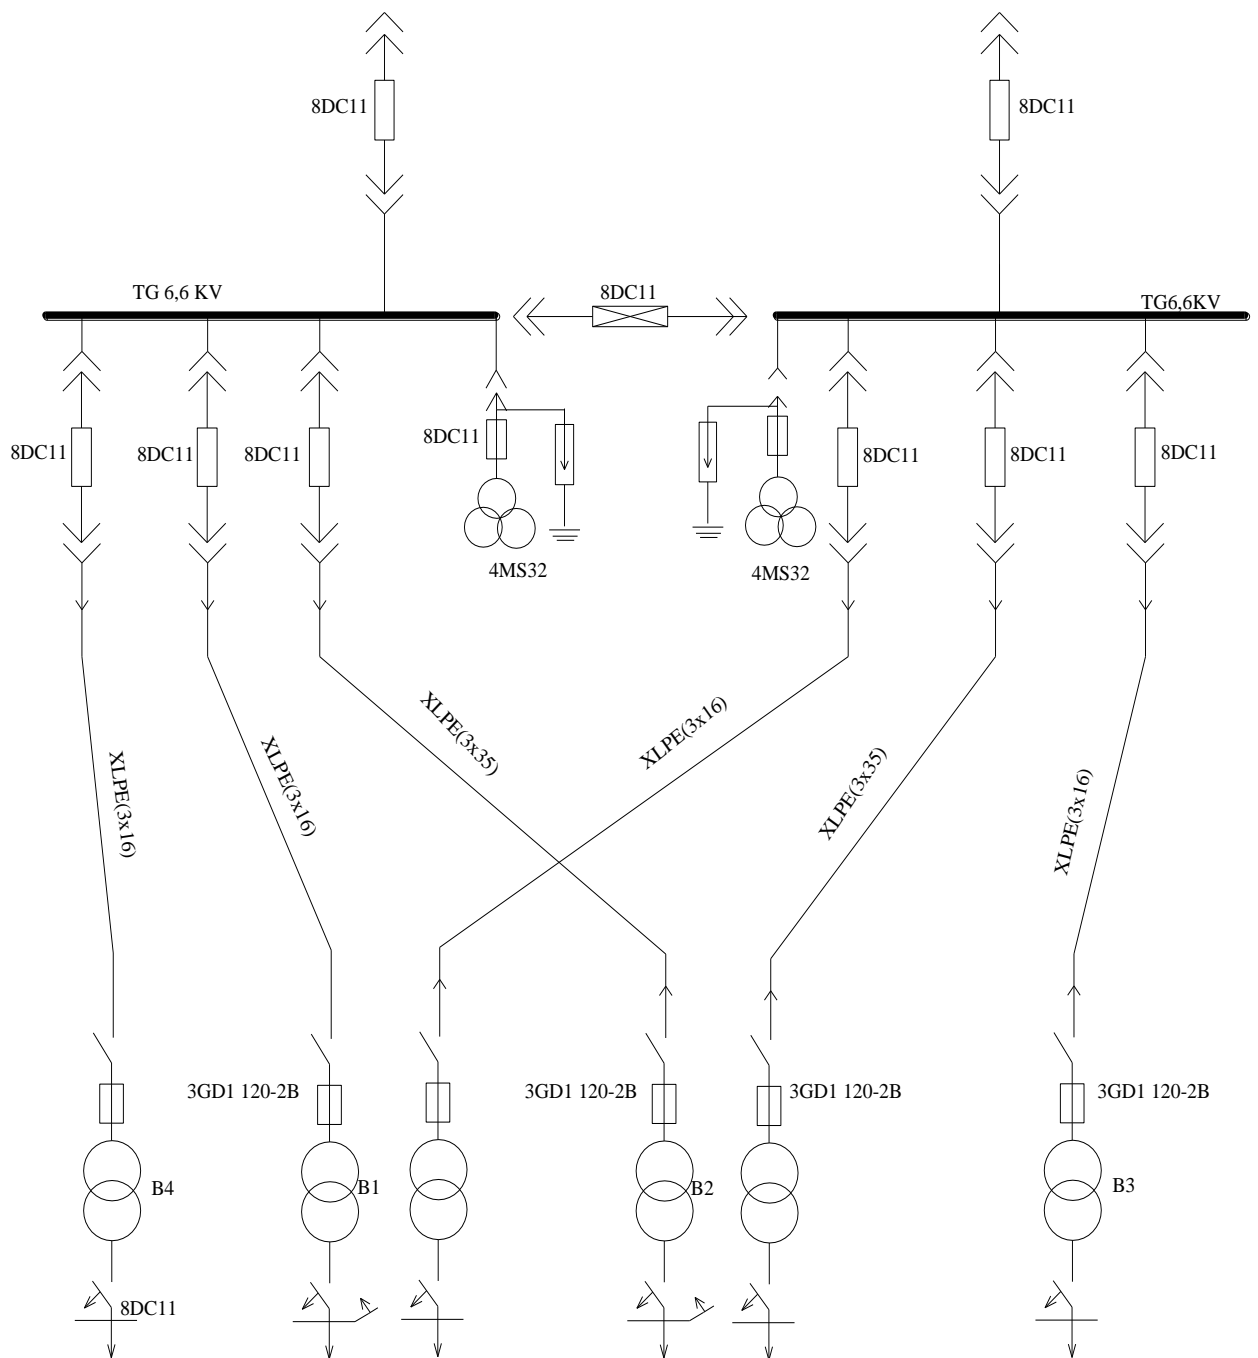 8DC11
8DC11
TG 6,6 KV
8DC11
TG6,6KV
8DC11
8DC11
8DC11
8DC11
8DC11
8DC11
8DC11
4MS32
4MS32
XLPE(3x16)
XLPE(3x16)
XLPE(3x35)
XLPE(3x16)
XLPE(3x35)
XLPE(3x16)
3GD1 120-2B
3GD1 120-2B
3GD1 120-2B
3GD1 120-2B
B4
B1
B2
B3
8DC11